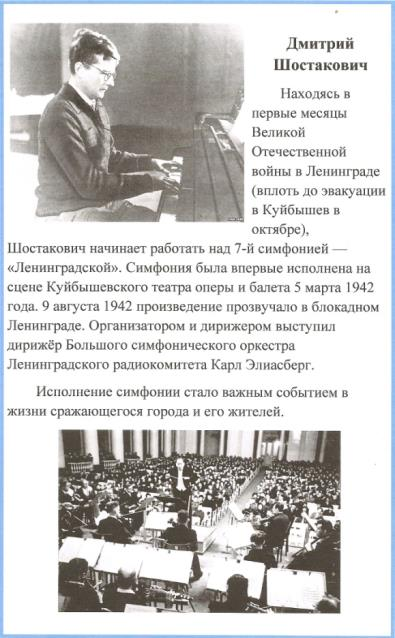 Дмитрий
Шостакович
Находясь в
первые месяцы
Великой
Отечественной
войны в Ленинграде
(вплоть до эвакуации
в Куйбышев в
октябре),
Шостакович начинает работать над 7-й симфонией —
«Ленинградской». Симфония была впервые исполнена на
сцене Куйбышевского театра оперы и балета 5 марта 1942
года. 9 августа 1942 произведение прозвучало в блокадном
Ленинграде. Организатором и дирижером выступил
дирижёр Большого симфонического оркестра
Ленинградского радиокомитета Карл Элиасберг.
Исполнение симфонии стало важным событием в
жизни сражающегося города и его жителей.